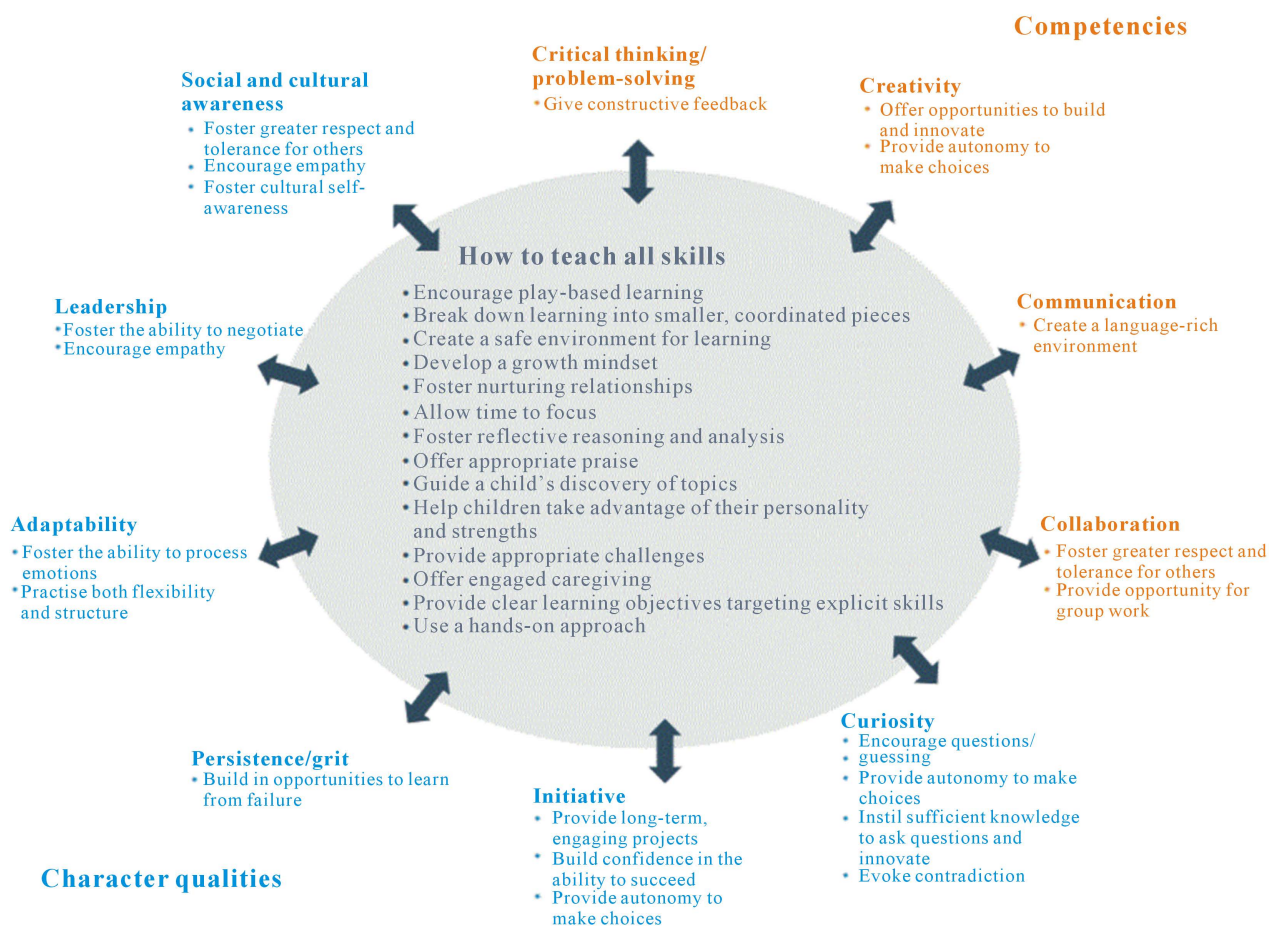 Competencies
Critical thinking/
problem-solving
* Give constructive feedback
Creativity
* Offer opportunities to build
and innovate
* Provide autonomy to
make choices
Communication
* Create a language-rich
environment
Collaboration
* Foster greater respect and
tolerance for others
* Provide opportunity for
group work
Curiosity
* Encourage questions/
* guessing
* Provide autonomy to make
choices
* Instil sufficient knowledge
to ask questions and
innovate
* Evoke contradiction
Initiative
* Provide long-term,
engaging projects
* Build confidence in the
ability to succeed
* Provide autonomy to
make choices
Persistence/grit
* Build in opportunities to learn
from failure
Adaptability
* Foster the ability to process
emotions
* Practise both flexibility
and structure
Leadership
* Foster the ability to negotiate
* Encourage empathy
Social and cultural
awareness
* Foster greater respect and
tolerance for others
* Encourage empathy
* Foster cultural self-
awareness
Character qualities
How to teach all skills
• Encourage play-based learning
• Break down learning into smaller, coordinated pieces
• Create a safe environment for learning
• Develop a growth mindset
• Foster nurturing relationships
• Allow time to focus
• Foster reflective reasoning and analysis
• Offer appropriate praise
• Guide a child's discovery of topics
• Help children take advantage of their personality
and strengths
• Provide appropriate challenges
• Offer engaged caregiving
• Provide clear learning objectives targeting explicit skills
• Use a hands-on approach